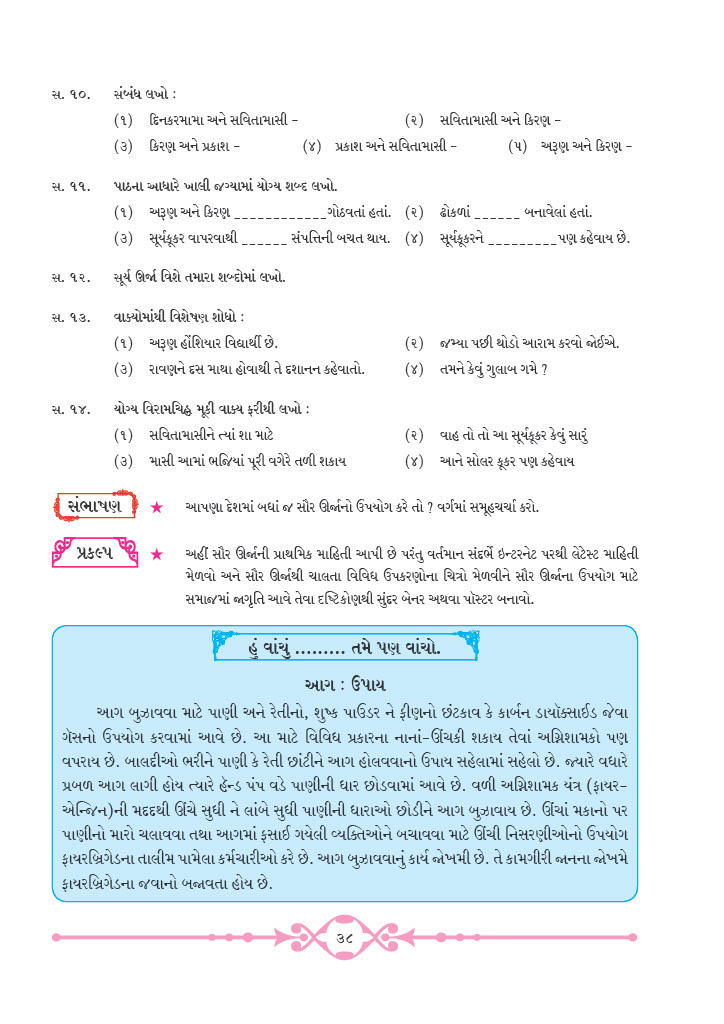 સ. ૧૦. સંબંધ લખો :
(૧) દિનકરમામા અને સવિતામાસી – (૨) સવિતામાસી અને કિરણ –
(૩) કિરણ અને પ્રકાશ – (૪) પ્રકાશ અને સવિતામાસી – (૫) અરૂણ અને કિરણ –
સ. ૧૧. પાઠના આધારે ખાલી જગ્યામાં યોગ્ય શબ્દ લખો.
(૧) અરૂણ અને કિરણ ____________ગોઠવતાં હતાં. (૨) ઢોકળાં ______ બનાવેલાં હતાં.
(૩) સૂર્યકૂકર વાપરવાથી ______ સંપત્તિની બચત થાય. (૪) સૂર્યકૂકરને _________પણ કહેવાય છે.
સ. ૧૨. સૂર્ય ઊર્જા વિશે તમારા શબ્દોમાં લખો.
સ. ૧૩. વાક્યોમાંથી વિશેષણ શોધો :
(૧) અરૂણ હોંશિયાર વિદ્યાર્થી છે. (૨) જમ્યા પછી થોડો આરામ કરવો જોઈએ.
(૩) રાવણને દસ માથા હોવાથી તે દશાનન કહેવાતો. (૪) તમને કેવું ગુલાબ ગમે ?
સ. ૧૪. યોગ્ય વિરામચિહ્ન મૂકી વાક્ય ફરીથી લખો :
(૧) સવિતામાસીને ત્યાં શા માટે (૨) વાહ તો તો આ સૂર્યકૂકર કેવું સારું
(૩) માસી આમાં ભજિયાં પૂરી વગેરે તળી શકાય (૪) આને સોલર કૂકર પણ કહેવાય
સંભાષણ ★ આપણા દેશમાં બધાં જ સૌર ઊર્જાનો ઉપયોગ કરે તો ? વર્ગમાં સમૂહચર્ચા કરો.
પ્રકલ્પ ★ અહીં સૌર ઊર્જાની પ્રાથમિક માહિતી આપી છે પરંતુ વર્તમાન સંદર્ભે ઇન્ટરનેટ પરથી લેટેસ્ટ માહિતી
મેળવો અને સૌર ઊર્જાથી ચાલતા વિવિધ ઉપકરણોના ચિત્રો મેળવીને સૌર ઊર્જાના ઉપયોગ માટે
સમાજમાં જાગૃતિ આવે તેવા દષ્ટિકોણથી સુંદર બેનર અથવા પૉસ્ટર બનાવો.
હું વાંચું ......... તમે પણ વાંચો.
આગ : ઉપાય
આગ બુઝાવવા માટે પાણી અને રેતીનો, શુષ્ક પાઉડર ને ફીણનો છંટકાવ કે કાર્બન ડાયૉક્સાઈડ જેવા
ગૅસનો ઉપયોગ કરવામાં આવે છે. આ માટે વિવિધ પ્રકારના નાનાં-ઊંચકી શકાય તેવાં અગ્નિશામકો પણ
વપરાય છે. બાલદીઓ ભરીને પાણી કે રેતી છાંટીને આગ હોલવવાનો ઉપાય સહેલામાં સહેલો છે. જ્યારે વધારે
પ્રબળ આગ લાગી હોય ત્યારે હૅન્ડ પંપ વડે પાણીની ધાર છોડવામાં આવે છે. વળી અગ્નિશામક યંત્ર (ફાયર-
એન્જિન)ની મદદથી ઊંચે સુધી ને લાંબે સુધી પાણીની ધારાઓ છોડીને આગ બુઝાવાય છે. ઊંચાં મકાનો પર
પાણીનો મારો ચલાવવા તથા આગમાં ફસાઈ ગયેલી વ્યક્તિઓને બચાવવા માટે ઊંચી નિસરણીઓનો ઉપયોગ
ફાયરબ્રિગેડના તાલીમ પામેલા કર્મચારીઓ કરે છે. આગ બુઝાવવાનું કાર્ય જોખમી છે. તે કામગીરી જાનના જોખમે
ફાયરબ્રિગેડના જવાનો બજાવતા હોય છે.
૩૮